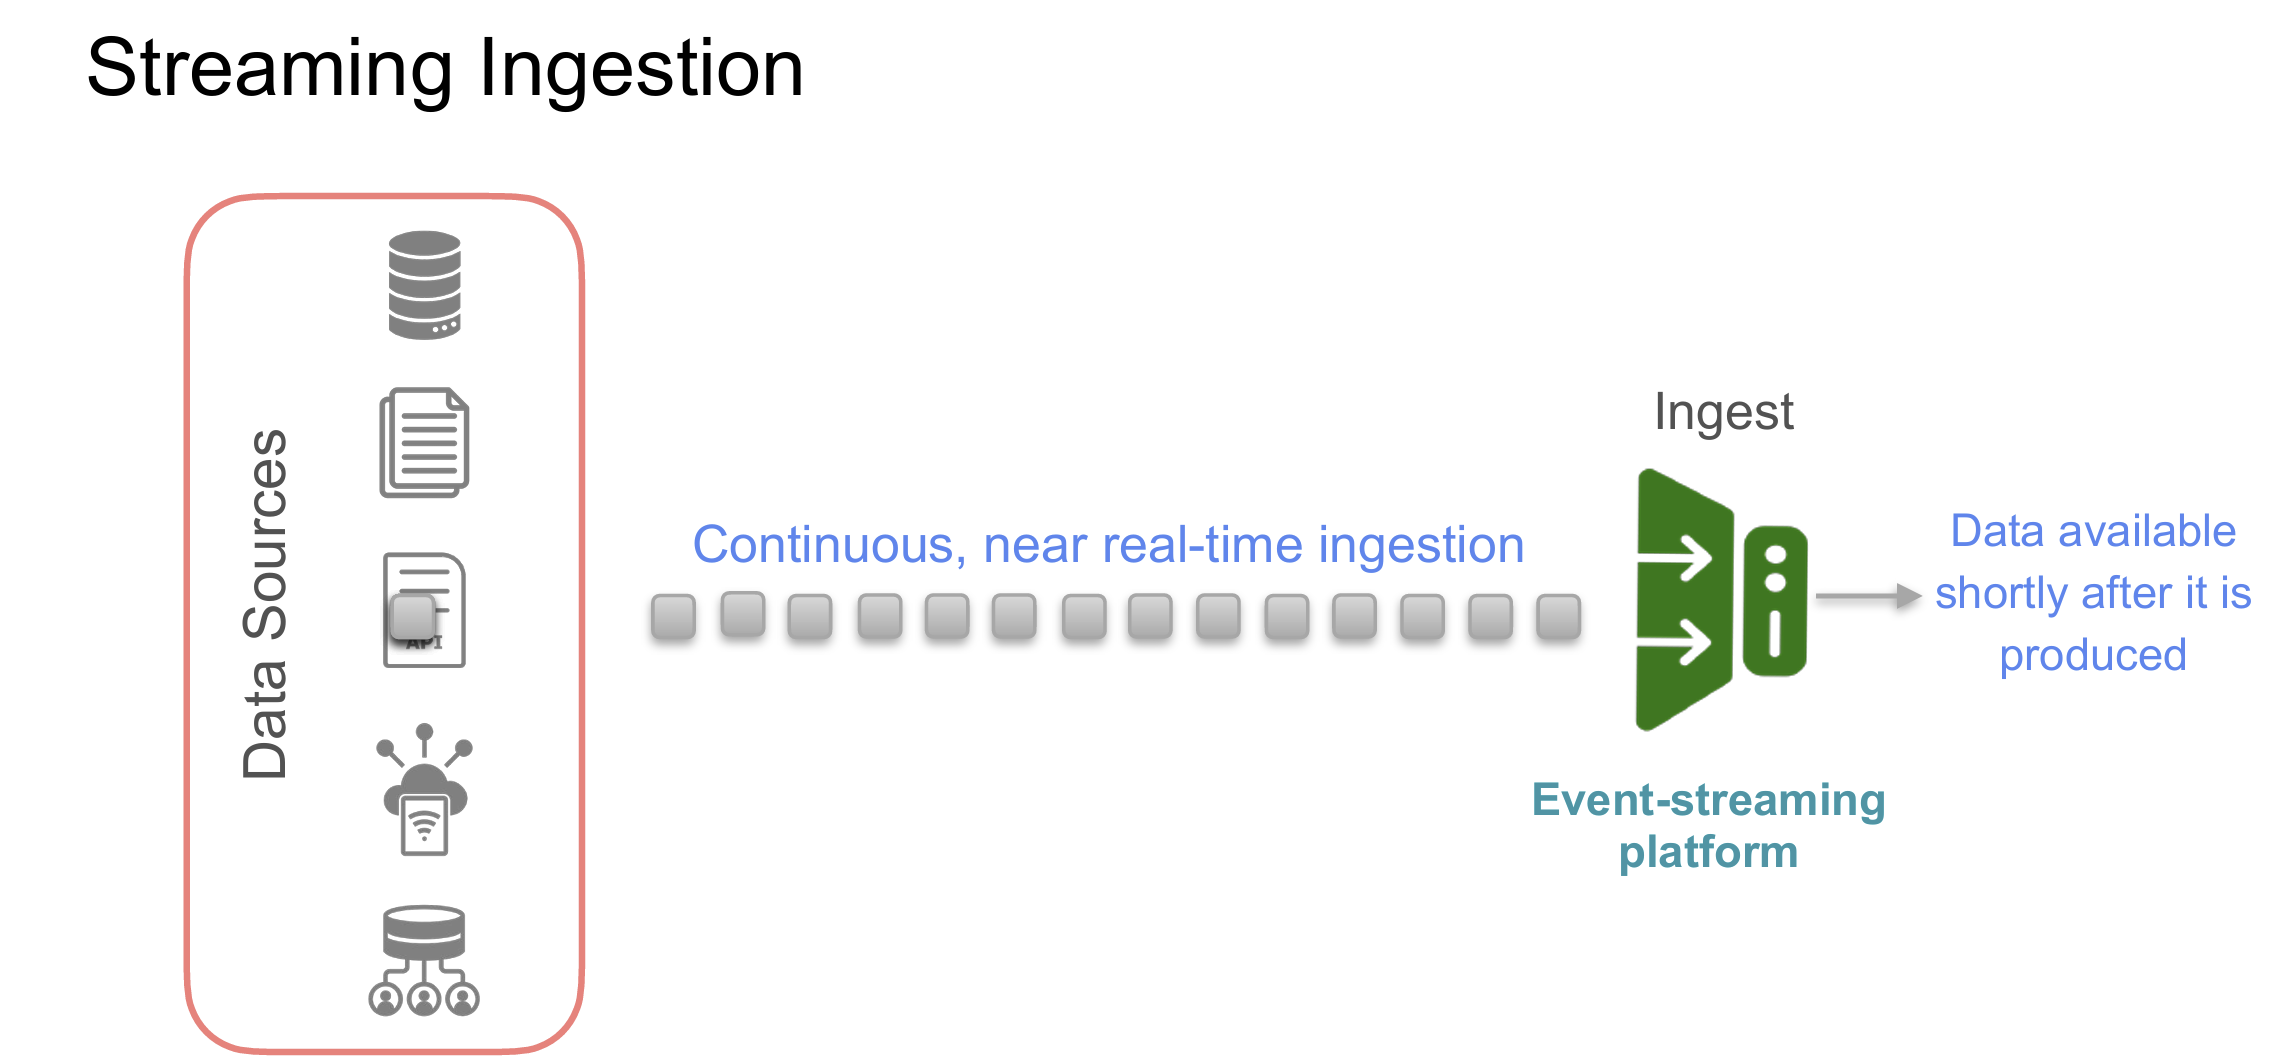 Streaming Ingestion
Data Sources
API
Continuous, near real-time ingestion
Ingest
Event-streaming
platform
Data available
shortly after it is
produced